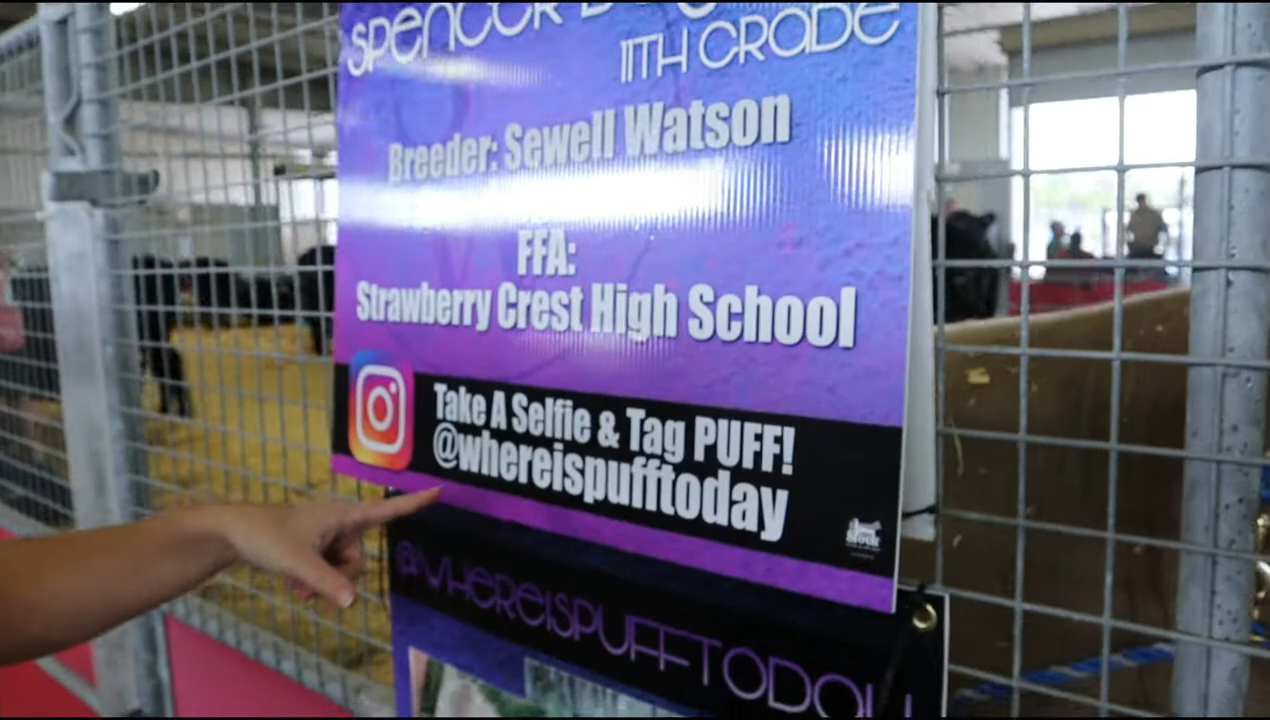 SPENCER
11TH GRADE
Breeder: Sewell Watson
FFA:
Strawberry Crest High School
Take A Selfie & Tag PUFF!
@whereispufftoday
@WHEREISPUFFTODAY